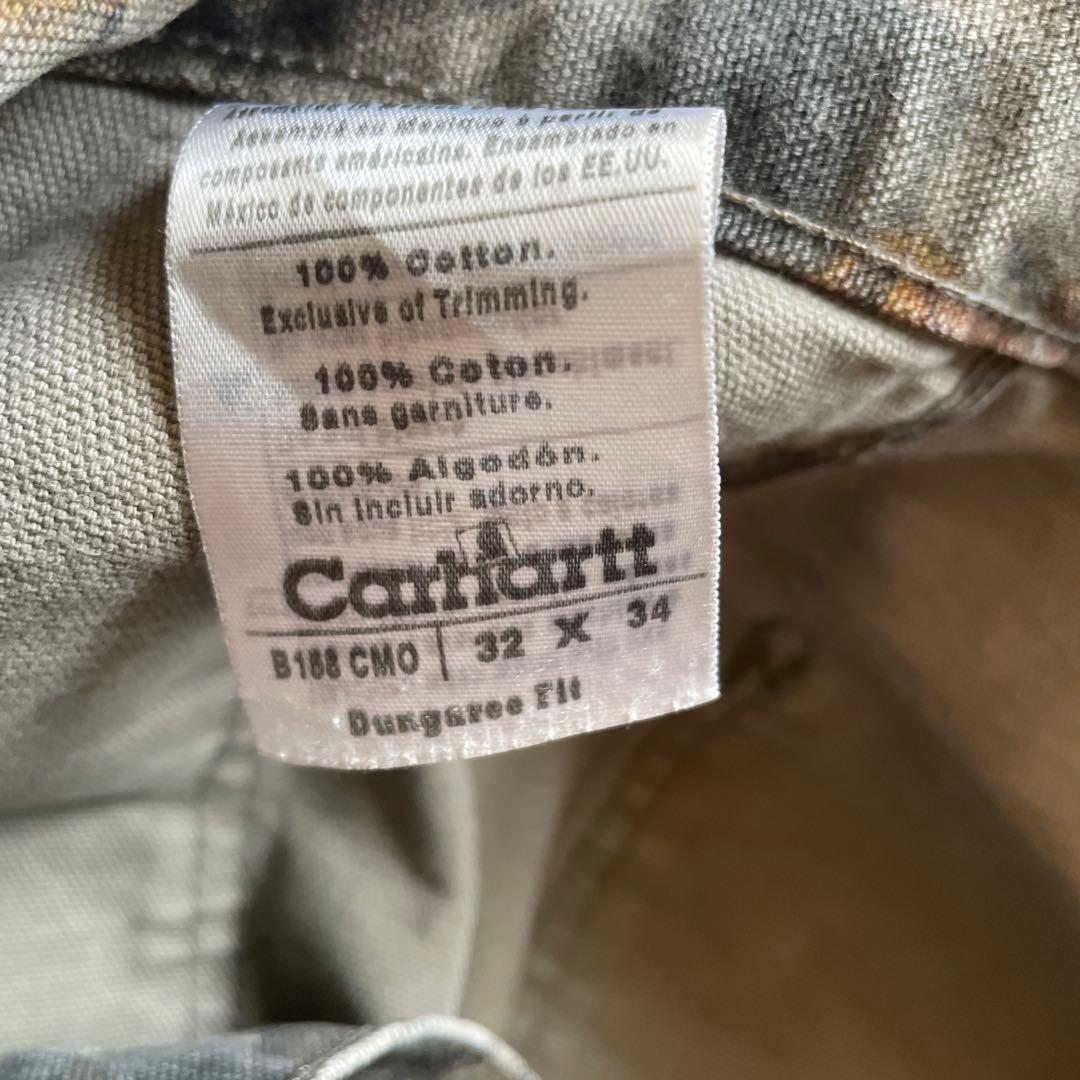 Assemblé au Mexique à partir de
composants américains. Ensamblado en
México de componentes de los EE.UU.
100% Cotton.
Exclusive of Trimming.
100% Coton.
Sans garniture.
100% Algodón.
Sin incluir adorno.
Carhartt
B188 CMO | 32 X 34
Dungaree Fit